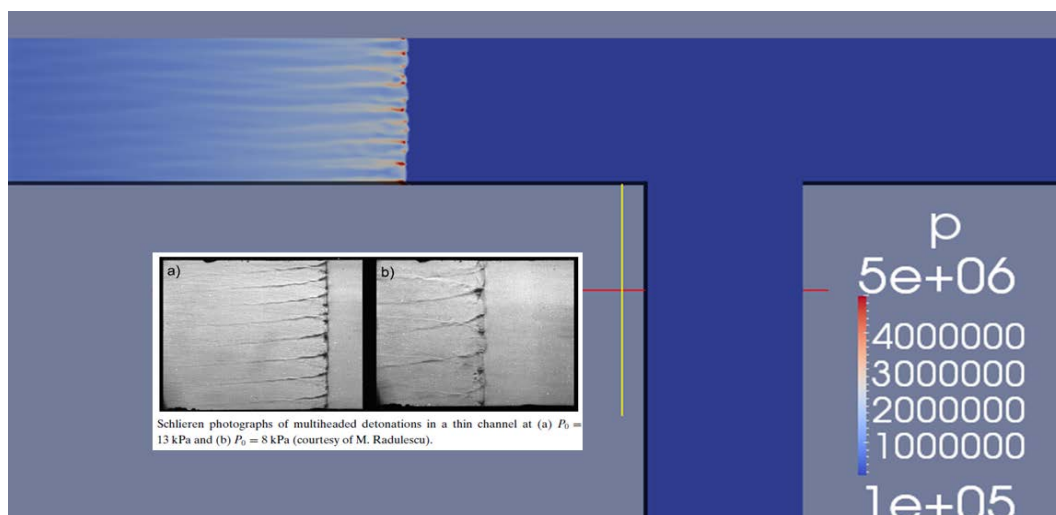 a)
b)
Schlieren photographs of multiheaded detonations in a thin channel at (a) P₀ =
13 kPa and (b) P₀ = 8 kPa (courtesy of M. Radulescu).
p
5e+06
4000000
3000000
2000000
1000000
1e+05